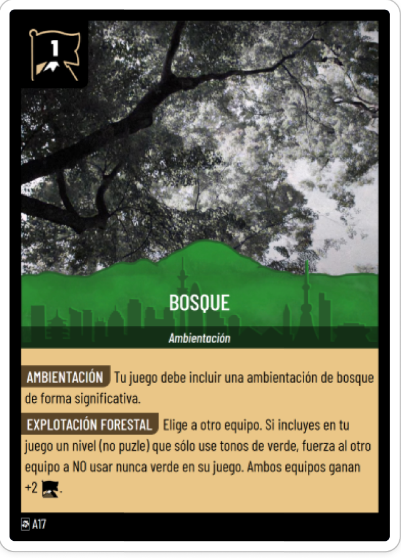 1
BOSQUE
Ambientación
AMBIENTACIÓN Tu juego debe incluir una ambientación de bosque
de forma significativa.
EXPLOTACIÓN FORESTAL Elige a otro equipo. Si incluyes en tu
juego un nivel (no puzle) que sólo use tonos de verde, fuerza al otro
equipo a NO usar nunca verde en su juego. Ambos equipos ganan
+2 .
A17